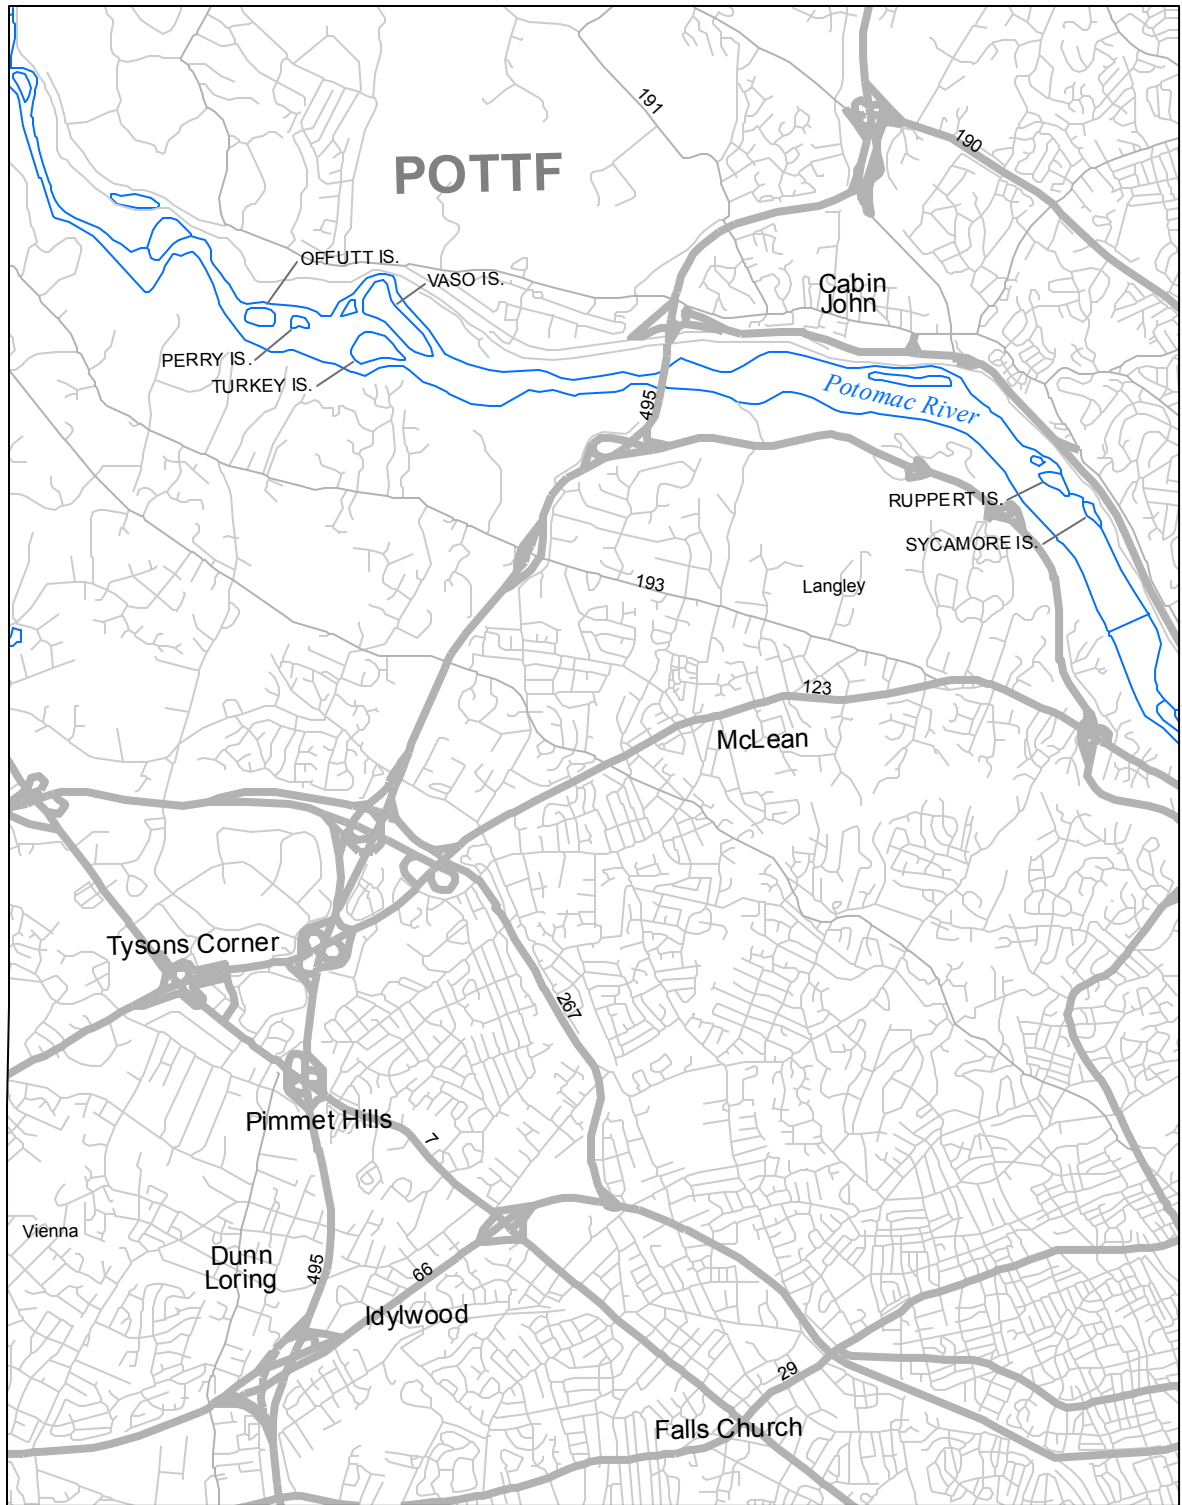 191
190
POTTF
OFFUTT IS.
VASO IS.
Cabin
John
PERRY IS.
TURKEY IS.
Potomac River
495
RUPPERT IS.
SYCAMORE IS.
193
Langley
123
McLean
Tysons Corner
267
Pimmet Hills
7
Vienna
Dunn
Loring
495
66
Idylwood
29
Falls Church